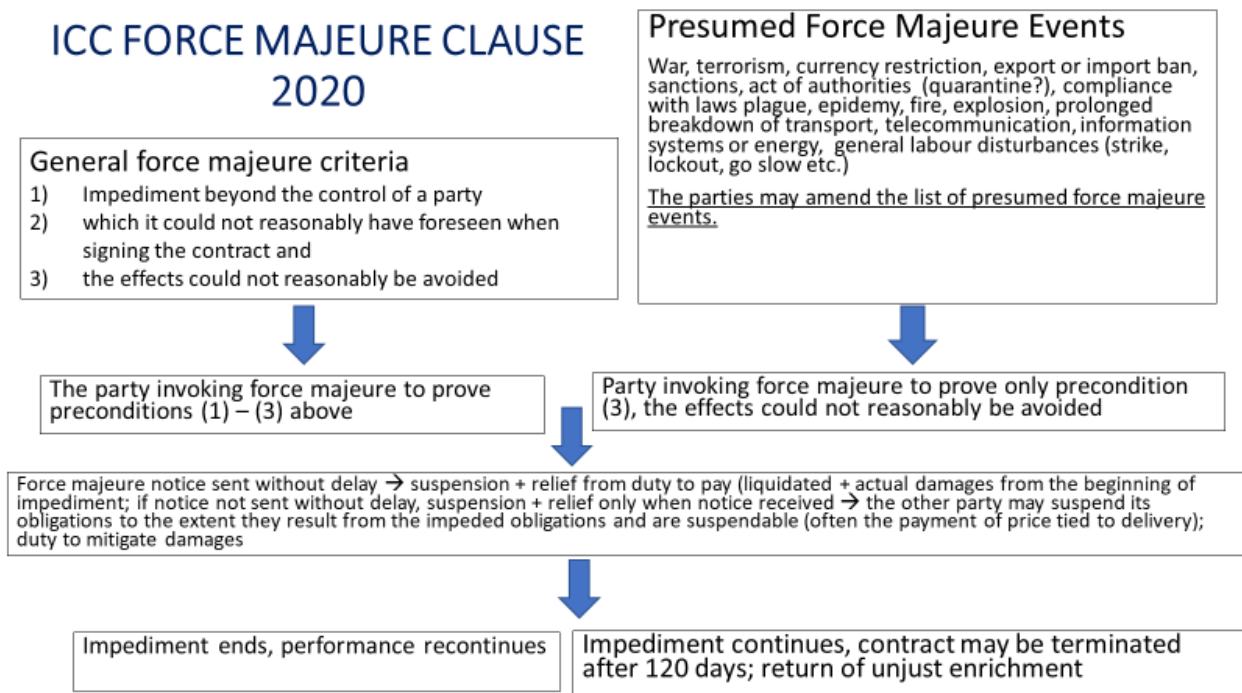 ICC FORCE MAJEURE CLAUSE
2020
General force majeure criteria
1) Impediment beyond the control of a party
2) which it could not reasonably have foreseen when
signing the contract and
3) the effects could not reasonably be avoided
Presumed Force Majeure Events
War, terrorism, currency restriction, export or import ban,
sanctions, act of authorities (quarantine?), compliance
with laws plague, epidemy, fire, explosion, prolonged
breakdown of transport, telecommunication, information
systems or energy, general labour disturbances (strike,
lockout, go slow etc.)
The parties may amend the list of presumed force majeure
events.
The party invoking force majeure to prove
preconditions (1) – (3) above
Party invoking force majeure to prove only precondition
(3), the effects could not reasonably be avoided
Force majeure notice sent without delay → suspension + relief from duty to pay (liquidated + actual damages from the beginning of
impediment; if notice not sent without delay, suspension + relief only when notice received → the other party may suspend its
obligations to the extent they result from the impeded obligations and are suspendable (often the payment of price tied to delivery);
duty to mitigate damages
Impediment ends, performance recontinues
Impediment continues, contract may be terminated
after 120 days; return of unjust enrichment